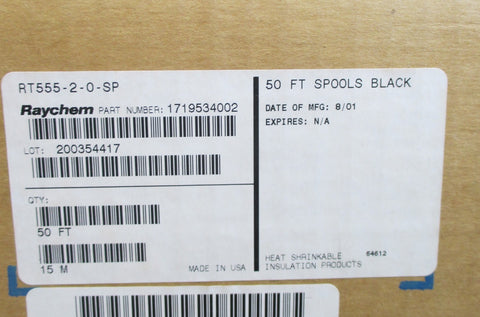 RT555-2-0-SP
Raychem PART NUMBER: 1719534002
LOT: 200354417
QTY:
50 FT
15 M
MADE IN USA
50 FT SPOOLS BLACK
DATE OF MFG: 8/01
EXPIRES: N/A
HEAT SHRINKABLE 64612
INSULATION PRODUCTS